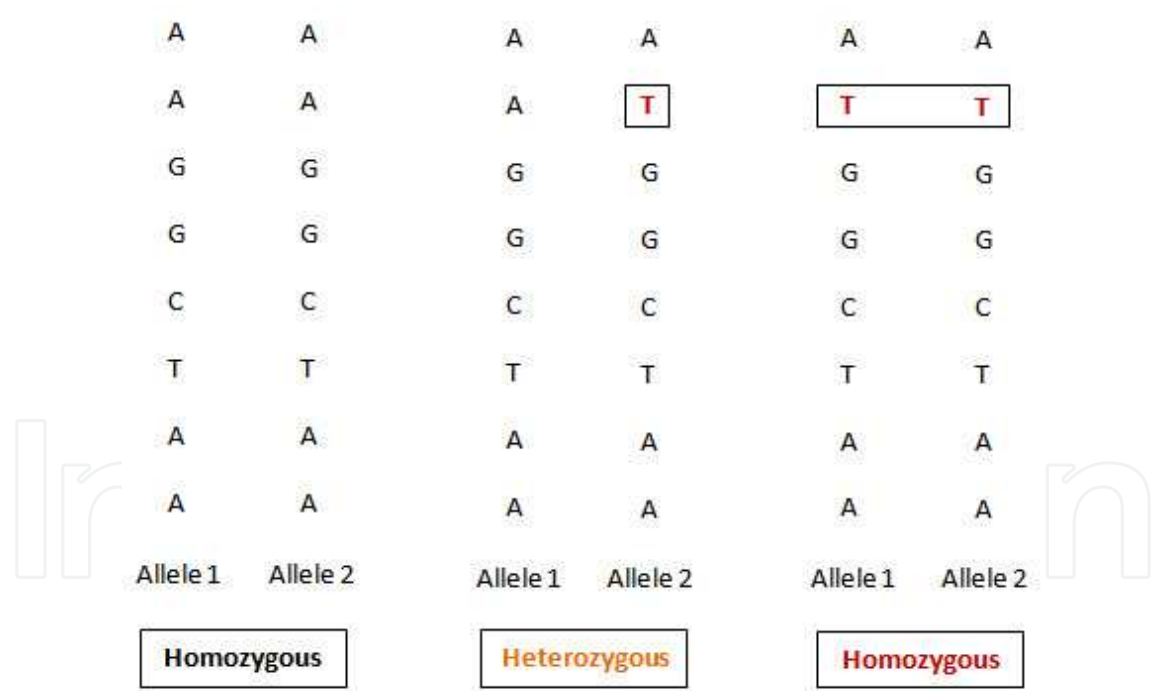 A A A A A A
A A A T T T
G G G G G G
G G G G G G
C C C C C C
T T T T T T
A A A A A A
A A A A A A
Allele 1 Allele 2 Allele 1 Allele 2 Allele 1 Allele 2
Homozygous Heterozygous Homozygous